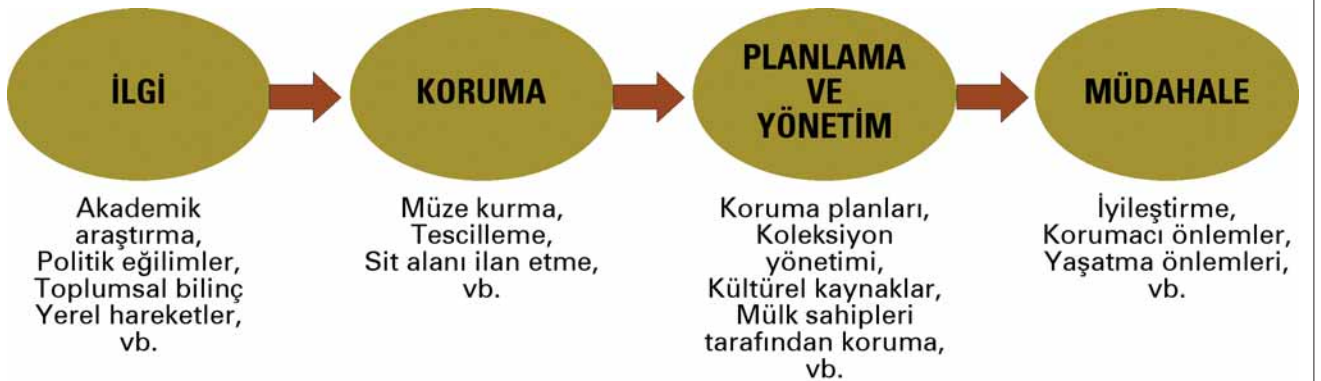 İLGİ
Akademik
araştırma,
Politik eğilimler,
Toplumsal bilinç
Yerel hareketler,
vb.
KORUMA
Müze kurma,
Tescilleme,
Sit alanı ilan etme,
vb.
PLANLAMA
VE
YÖNETİM
Koruma planları,
Koleksiyon
yönetimi,
Kültürel kaynaklar,
Mülk sahipleri
tarafından koruma,
vb.
MÜDAHALE
İyileştirme,
Korumacı önlemler,
Yaşatma önlemleri,
vb.